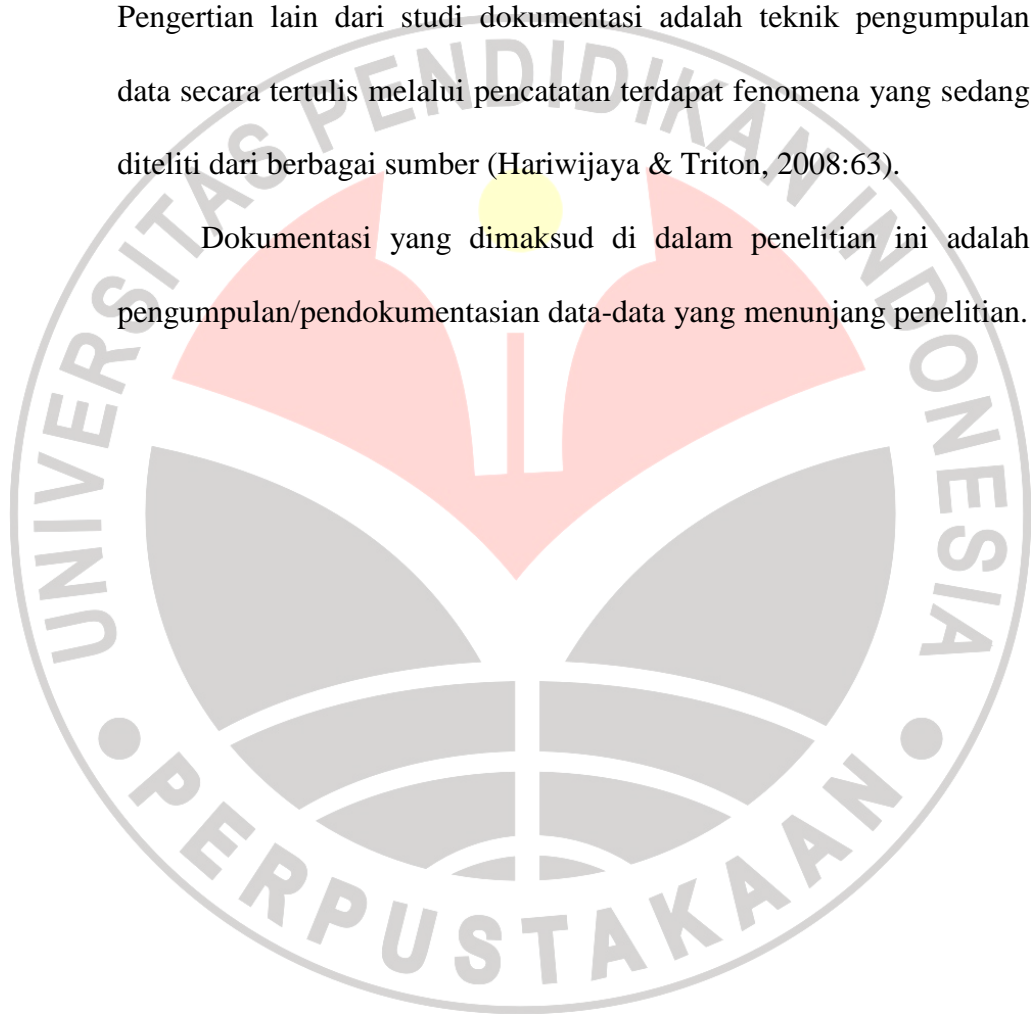 Pengertian lain dari studi dokumentasi adalah teknik pengumpulan
data secara tertulis melalui pencatatan terdapat fenomena yang sedang
diteliti dari berbagai sumber (Hariwijaya & Triton, 2008:63).
Dokumentasi yang dimaksud di dalam penelitian ini adalah
pengumpulan/pendokumentasian data-data yang menunjang penelitian.
UNIVERSITAS PENDIDIKAN INDONESIA
PERPUSTAKAAN